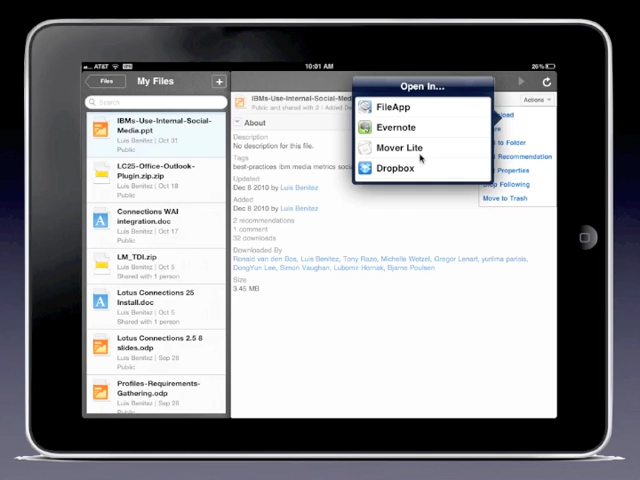 AT&T
10:01 AM
26%
Files
My Files
+
Search
IBMs-Use-Internal-Social-
Media.ppt
Luis Benitez | Oct 31
Public
LC25-Office-Outlook-
Plugin.zip.zip
Luis Benitez | Oct 18
Public
Connections WAI
integration.doc
Luis Benitez | Oct 17
Public
LM_TDI.zip
Luis Benitez | Oct 5
Shared with 1 person
Lotus Connections 25
Install.doc
Luis Benitez | Oct 5
Shared with 1 person
Lotus Connections 2.5 8
slides.odp
Luis Benitez | Sep 28
Public
Profiles-Requirements-
Gathering.odp
Luis Benitez | Sep 28
Public
IBMs-Use-Internal-Social-Med
Public and shared with 2 | Added De
About
Description
No description for this file.
Tags
best-practices ibm media metrics soci
Updated
Dec 6 2010 by Luis Benitez
Added
Dec 6 2010 by Luis Benitez
2 recommendations
1 comment
32 downloads
Downloaded By
Ronald van den Bos, Luis Benitez, Tony Razo, Michelle Wetzel, Gregor Lenart, yurlima parisia,
DongYun Lee, Simon Vaughan, Lubomir Hornak, Bjarne Poulsen
Size
3.45 MB
Open In...
FileApp
Evernote
Mover Lite
Dropbox
Actions
load
to Folder
Recommendation
Properties
Stop Following
Move to Trash